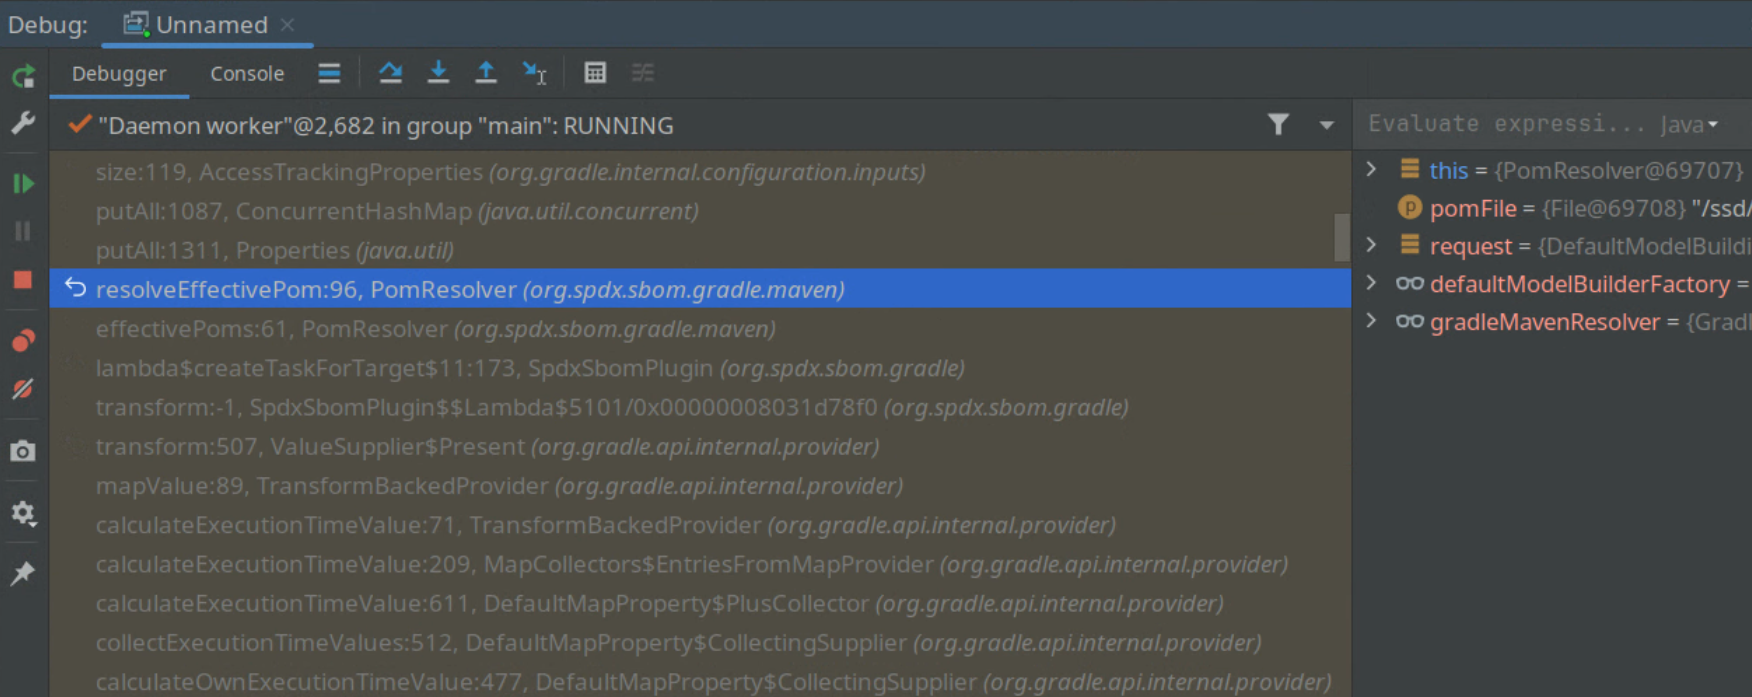 Debug: Unnamed
Debugger Console
"Daemon worker"@2,682 in group "main": RUNNING
size:119, AccessTrackingProperties (org.gradle.internal.configuration.inputs)
putAll:1087, ConcurrentHashMap (java.util.concurrent)
putAll:1311, Properties (java.util)
resolveEffectivePom:96, PomResolver (org.spdx.sbom.gradle.maven)
effectivePoms:61, PomResolver (org.spdx.sbom.gradle.maven)
lambda$createTaskForTarget$11:173, SpdxSbomPlugin (org.spdx.sbom.gradle)
transform:-1, SpdxSbomPlugin$$Lambda$5101/0x00000008031d78f0 (org.spdx.sbom.gradle)
transform:507, ValueSupplier$Present (org.gradle.api.internal.provider)
mapValue:89, TransformBackedProvider (org.gradle.api.internal.provider)
calculateExecutionTimeValue:71, TransformBackedProvider (org.gradle.api.internal.provider)
calculateExecutionTimeValue:209, MapCollectors$EntriesFromMapProvider (org.gradle.api.internal.provider)
calculateExecutionTimeValue:611, DefaultMapProperty$PlusCollector (org.gradle.api.internal.provider)
collectExecutionTimeValues:512, DefaultMapProperty$CollectingSupplier (org.gradle.api.internal.provider)
calculateOwnExecutionTimeValue:477, DefaultMapProperty$CollectingSupplier (org.gradle.api.internal.provider)
Evaluate expressi... Java
this = {PomResolver@69707}
pomFile = {File@69708} "/ssd/
request = {DefaultModelBuildi
defaultModelBuilderFactory =
gradleMavenResolver = {Gradl